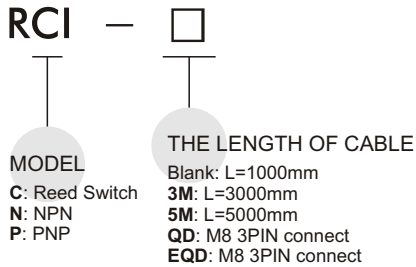 RCI – □
MODEL
C: Reed Switch
N: NPN
P: PNP
THE LENGTH OF CABLE
Blank: L=1000mm
3M: L=3000mm
5M: L=5000mm
QD: M8 3PIN connect
EQD: M8 3PIN connect